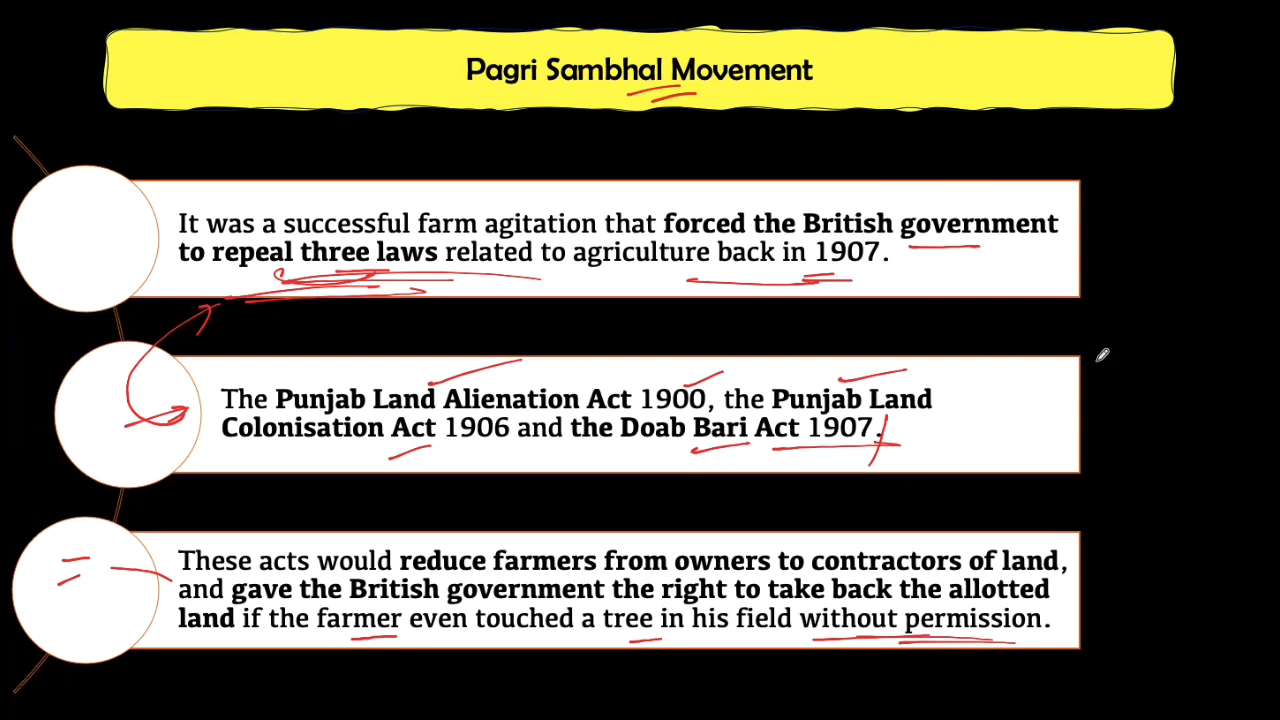 Pagri Sambhal Movement
It was a successful farm agitation that forced the British government
to repeal three laws related to agriculture back in 1907.
The Punjab Land Alienation Act 1900, the Punjab Land
Colonisation Act 1906 and the Doab Bari Act 1907.
These acts would reduce farmers from owners to contractors of land,
and gave the British government the right to take back the allotted
land if the farmer even touched a tree in his field without permission.